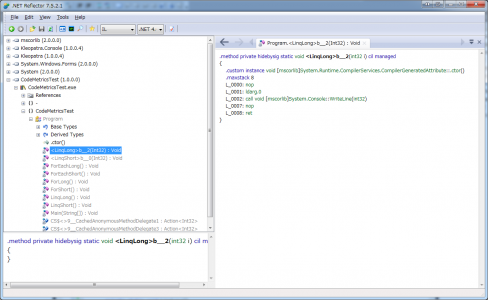 .NET Reflector 7.5.2.1
File Edit View Tools Help
IL
.NET 4.
mscorlib (2.0.0.0)
Kleopatro.Console (1.0.0.4)
Kleopatro (1.0.0.4)
System.Windows.Forms (2.0.0.0)
System (2.0.0.0)
CodeMetricsTest (1.0.0.0)
CodeMetricsTest.exe
References
{} -
{} CodeMetricsTest
Program
Base Types
Derived Types
.ctor()
<LinqLong>b__2(Int32) : Void
<LinqShort>b__0(Int32) : Void
ForEachLong() : Void
ForEachShort() : Void
ForLong() : Void
ForShort() : Void
LinqLong() : Void
LinqShort() : Void
Main(String[]) : Void
CS$<>9__CachedAnonymousMethodDelegate1 : Action<Int32>
CS$<>9__CachedAnonymousMethodDelegate3 : Action<Int32>
.method private hidebysig static void <LinqLong>b__2(int32 i) cil m
{
}
Program.<LinqLong>b__2(Int32) : Void
.method private hidebysig static void <LinqLong>b__2(int32 i) cil managed
{
.custom instance void [mscorlib]System.Runtime.CompilerServices.CompilerGeneratedAttribute::.ctor()
.maxstack 8
L_0000: nop
L_0001: ldarg.0
L_0002: call void [mscorlib]System.Console::WriteLine(int32)
L_0007: nop
L_0008: ret
}